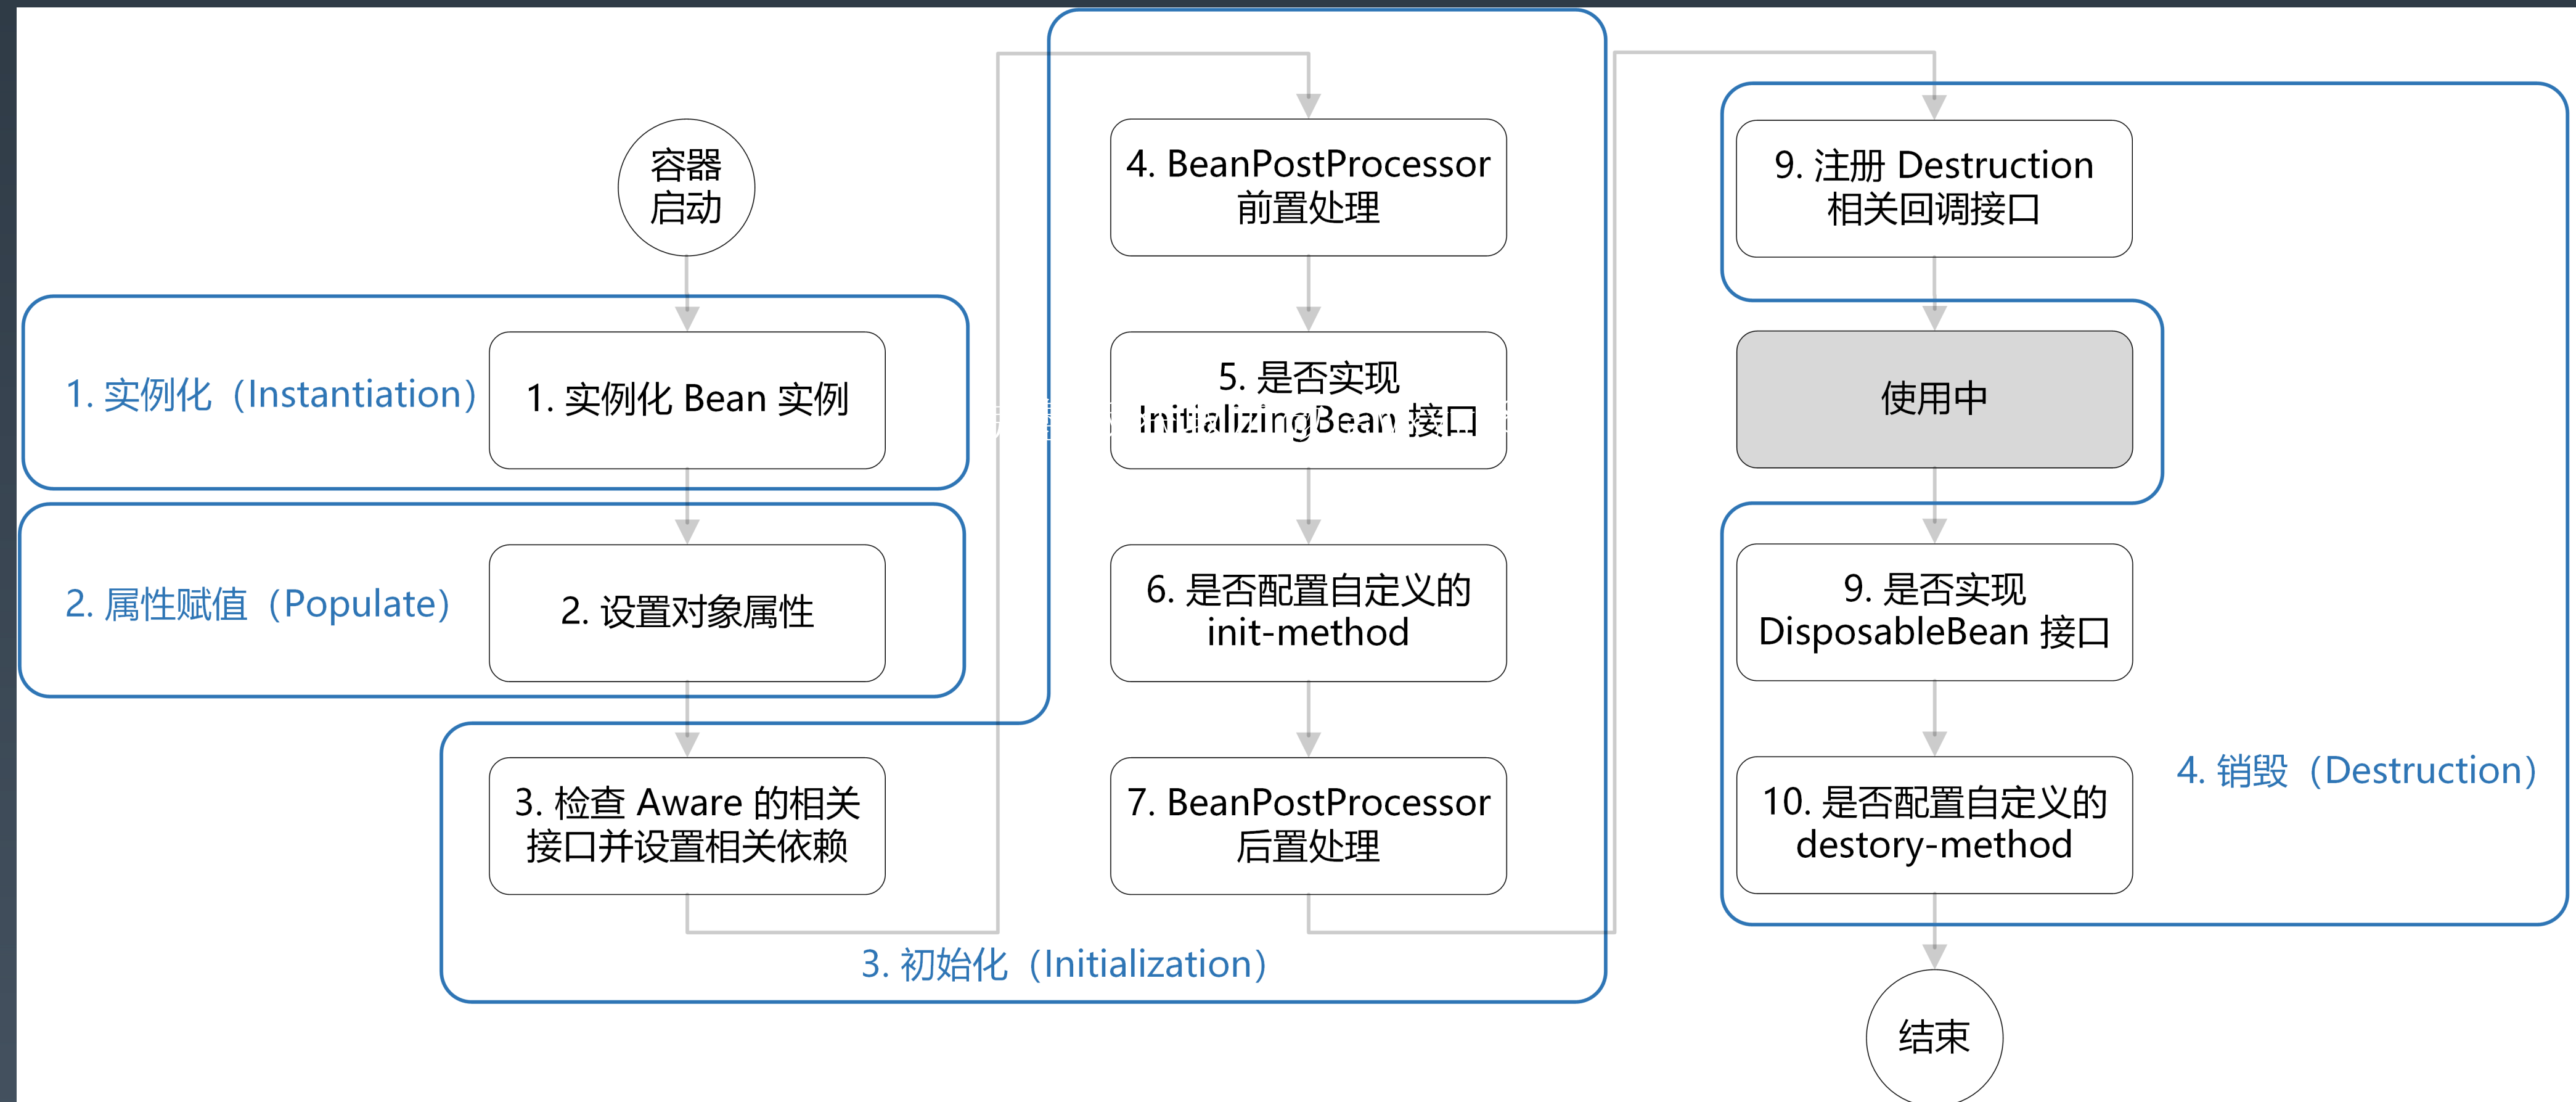 容器
启动
1. 实例化（Instantiation）
1. 实例化 Bean 实例
2. 属性赋值（Populate）
2. 设置对象属性
3. 检查 Aware 的相关
接口并设置相关依赖
3. 初始化（Initialization）
4. BeanPostProcessor
前置处理
5. 是否实现
InitializingBean 接口
6. 是否配置自定义的
init-method
7. BeanPostProcessor
后置处理
9. 注册 Destruction
相关回调接口
使用中
9. 是否实现
DisposableBean 接口
10. 是否配置自定义的
destory-method
4. 销毁（Destruction）
结束